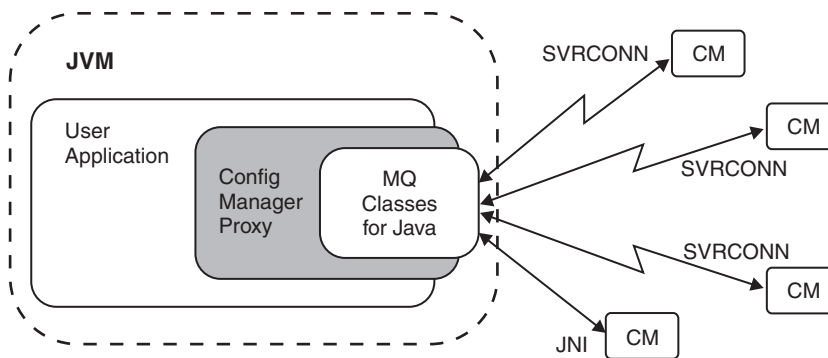 JVM
User
Application
Config
Manager
Proxy
MQ
Classes
for Java
SVRCONN
CM
CM
SVRCONN
SVRCONN
CM
JNI
CM